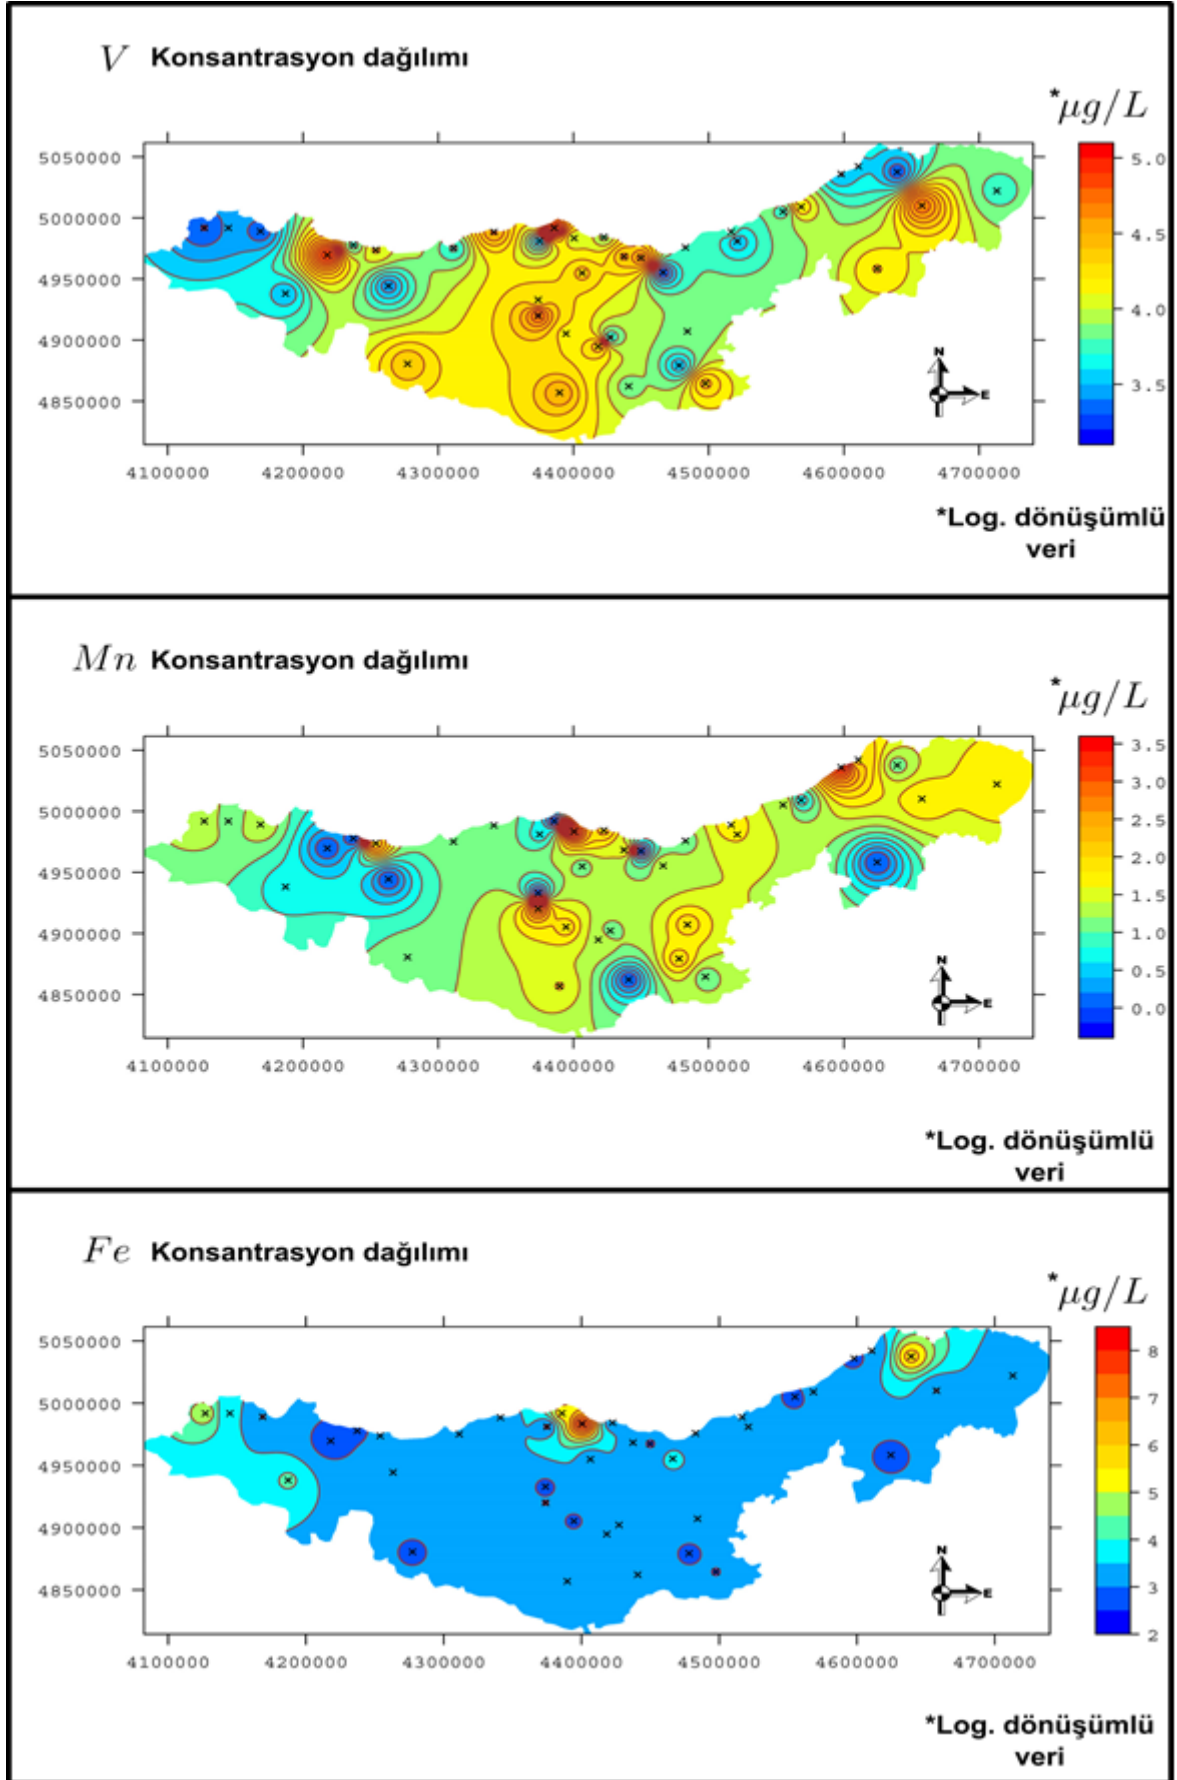 V Konsantrasyon dağılımı
*μg/L
5050000
5000000
4950000
4900000
4850000
4100000 4200000 4300000 4400000 4500000 4600000 4700000
5.0
4.5
4.0
3.5
N
E
*Log. dönüşümlü
veri
Mn Konsantrasyon dağılımı
*μg/L
5050000
5000000
4950000
4900000
4850000
4100000 4200000 4300000 4400000 4500000 4600000 4700000
3.5
3.0
2.5
2.0
1.5
1.0
0.5
0.0
N
E
*Log. dönüşümlü
veri
Fe Konsantrasyon dağılımı
*μg/L
5050000
5000000
4950000
4900000
4850000
4100000 4200000 4300000 4400000 4500000 4600000 4700000
8
7
6
5
4
3
2
N
E
*Log. dönüşümlü
veri